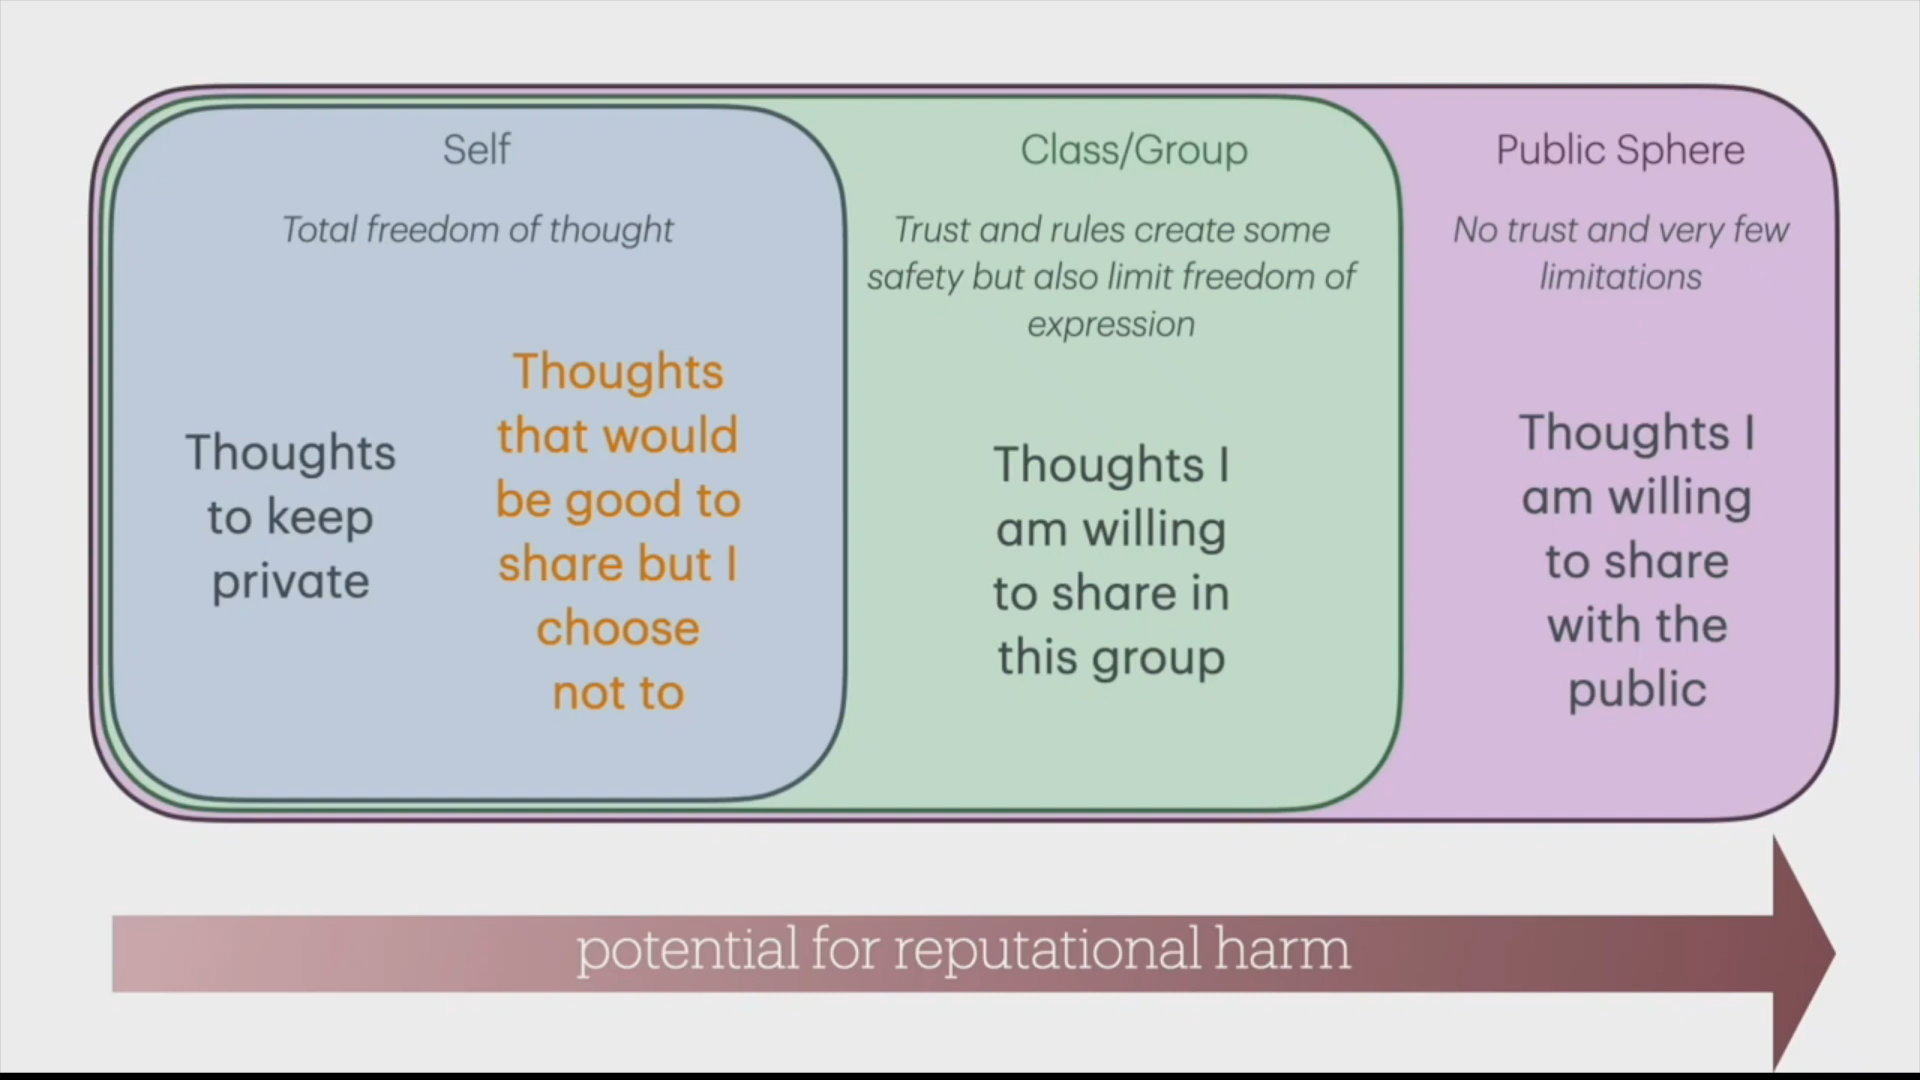 Self
Total freedom of thought
Thoughts
to keep
private
Thoughts
that would
be good to
share but I
choose
not to
Class/Group
Trust and rules create some
safety but also limit freedom of
expression
Thoughts I
am willing
to share in
this group
Public Sphere
No trust and very few
limitations
Thoughts I
am willing
to share
with the
public
potential for reputational harm